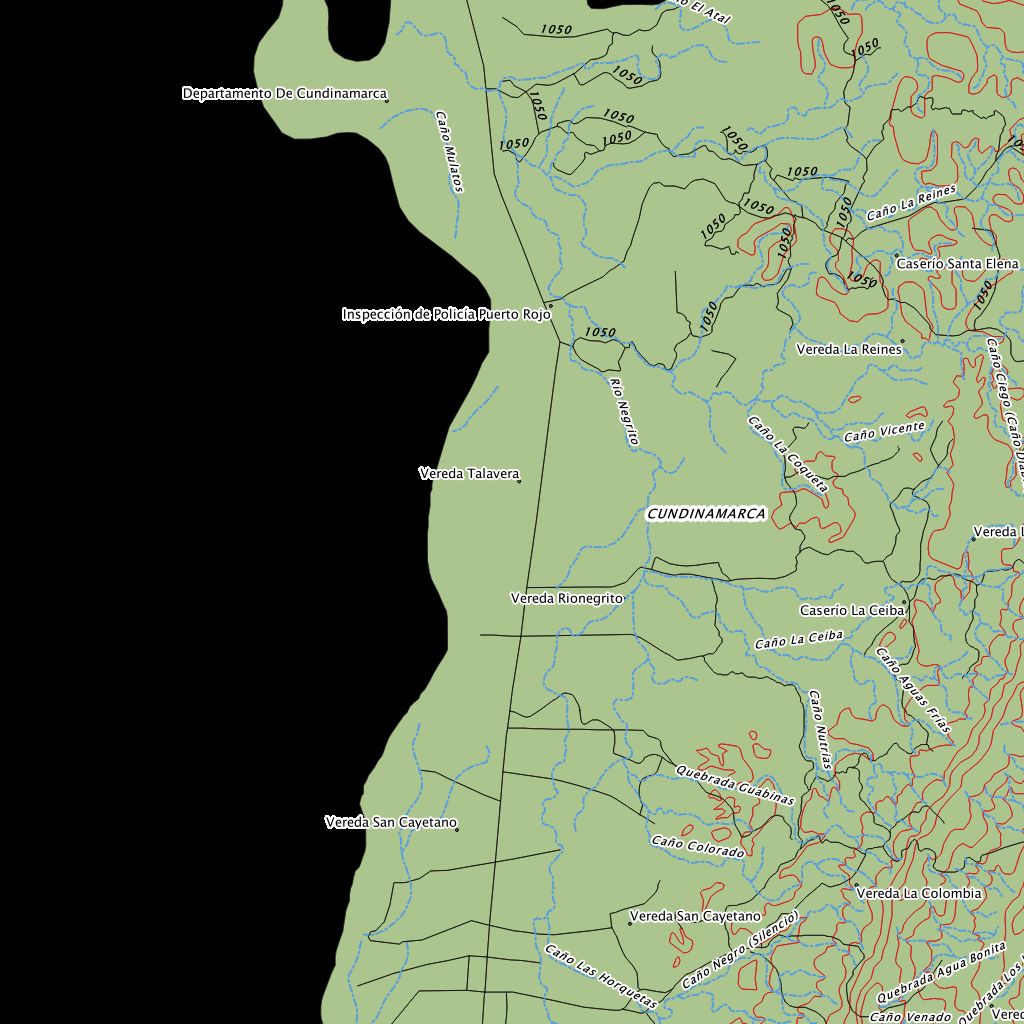 o El Atal
1050
1050
1050
1050
Departamento De Cundinamarca
1050
1050
1050
1050
1050
Caño Mulatos
1050
Caño La Reines
1050
1050
1050
1050
Caserío Santa Elena
1050
1050
Inspección de Policía Puerto Rojo
1050
1050
Vereda La Reines
Caño Ciego (Caño Diab
Río Negrito
Caño La Coqueta
Caño Vicente
Vereda Talavera
CUNDINAMARCA
Vereda L
Vereda Rionegrito
Caserío La Ceiba
Caño La Ceiba
Caño Aguas Frías
Caño Nutrias
Quebrada Guabinas
Vereda San Cayetano
Caño Colorado
Vereda La Colombia
Vereda San Cayetano
Caño Negro (Silencio)
Caño Las Horquetas
Quebrada Agua Bonita
Quebrada Los
Caño Venado
Vered